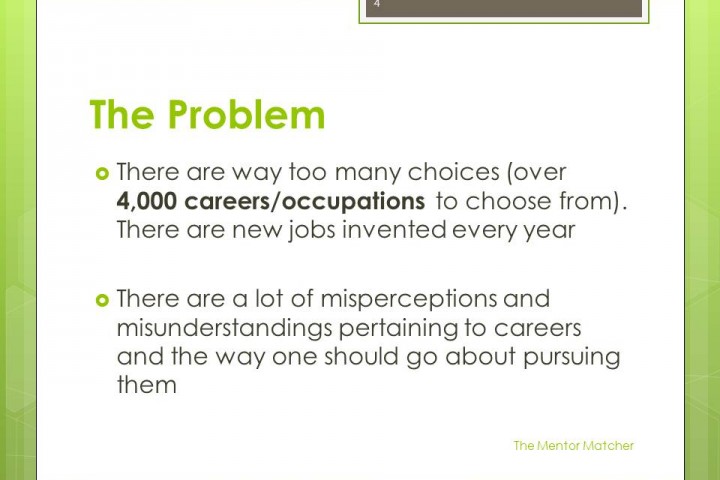 4
The Problem
There are way too many choices (over
4,000 careers/occupations to choose from).
There are new jobs invented every year
There are a lot of misperceptions and
misunderstandings pertaining to careers
and the way one should go about pursuing
them
The Mentor Matcher